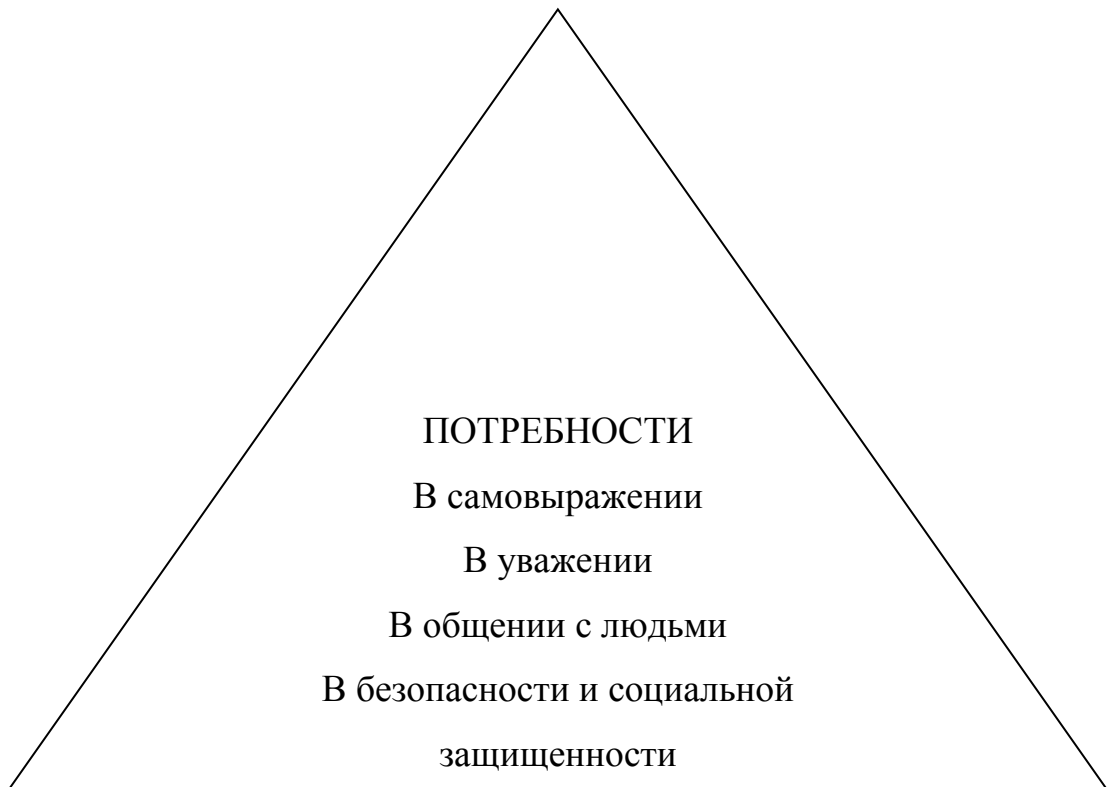 ПОТРЕБНОСТИ
В самовыражении
В уважении
В общении с людьми
В безопасности и социальной
защищенности